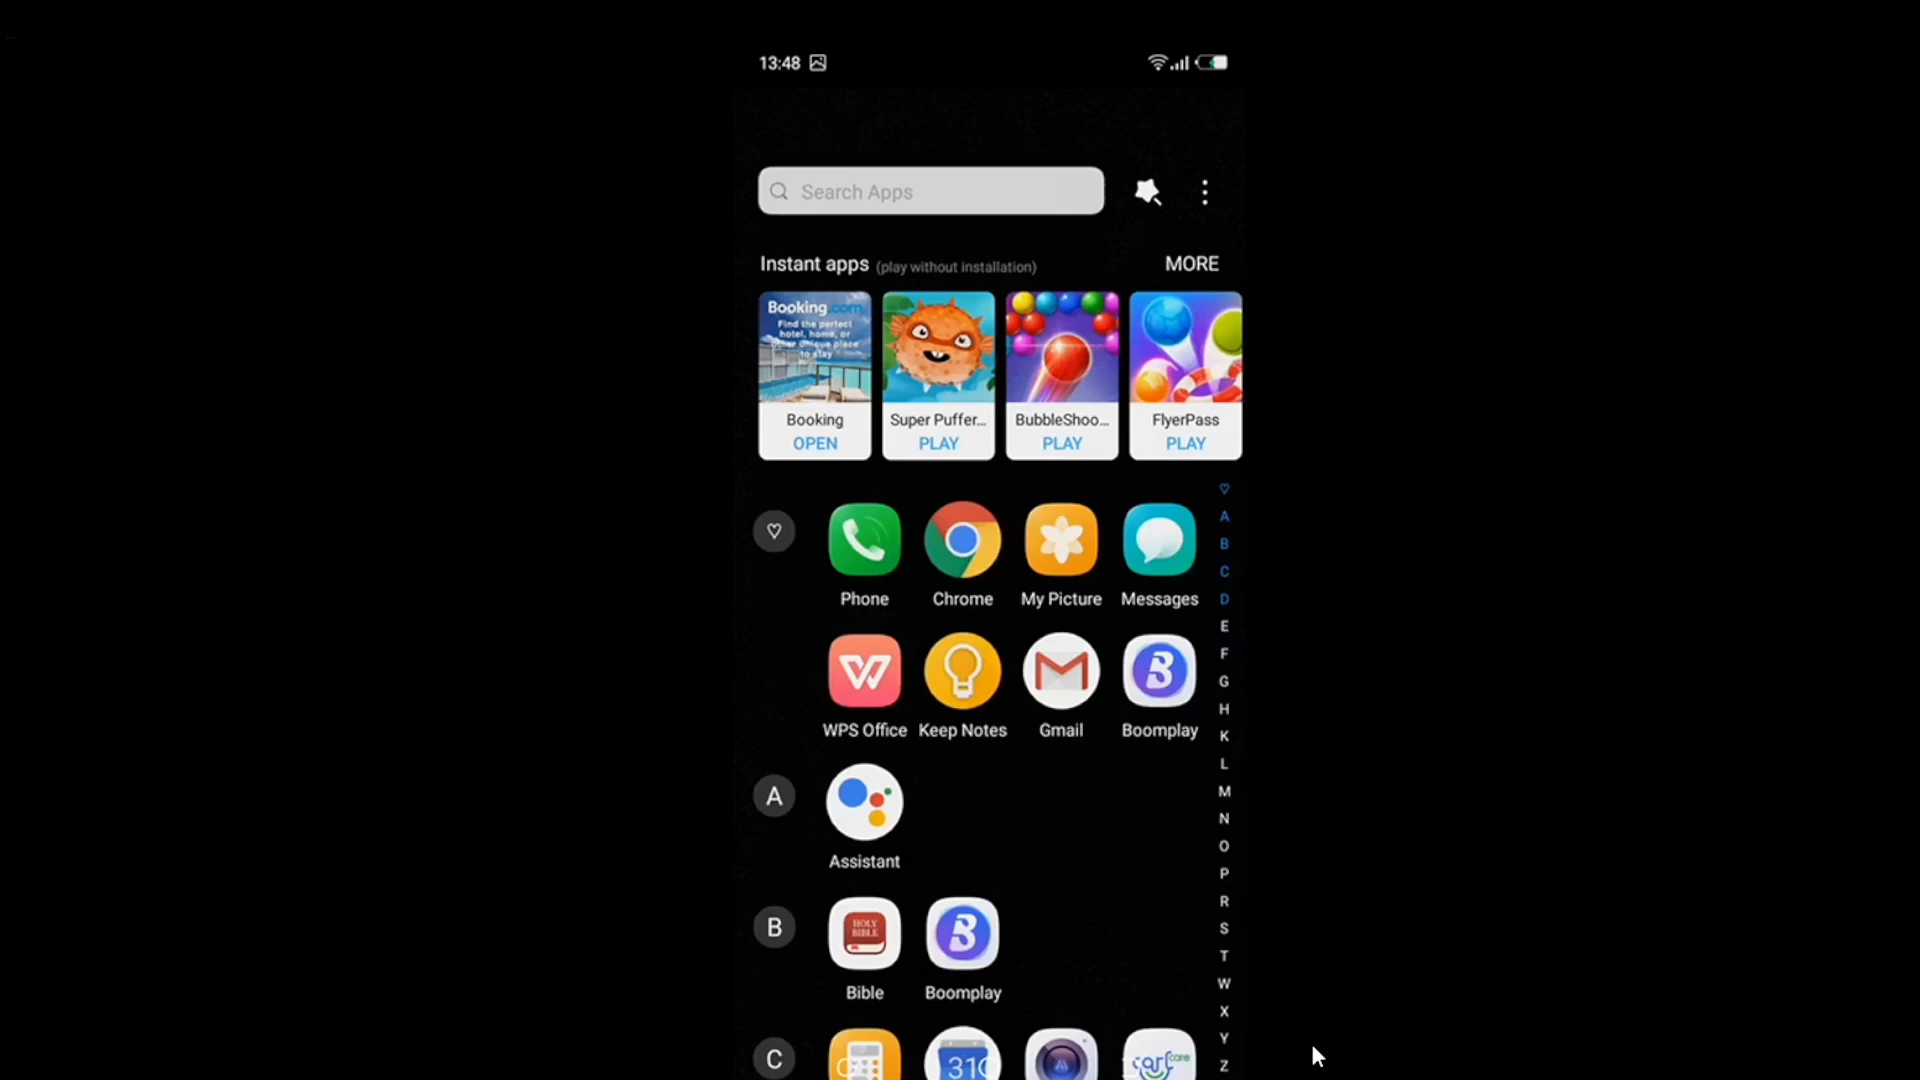 13:48
Search Apps
Instant apps (play without installation) MORE
Booking.com
Find the perfect
hotel, home, or
other unique place
to stay
Booking Super Puffer... BubbleShoo... FlyerPass
OPEN PLAY PLAY PLAY
A
B
C
D
E
F
G
H
K
L
M
N
O
P
R
S
T
W
X
Y
Z
Phone Chrome My Picture Messages
WPS Office Keep Notes Gmail Boomplay
A
Assistant
B
HOLY
BIBLE
Bible Boomplay
C
31
care